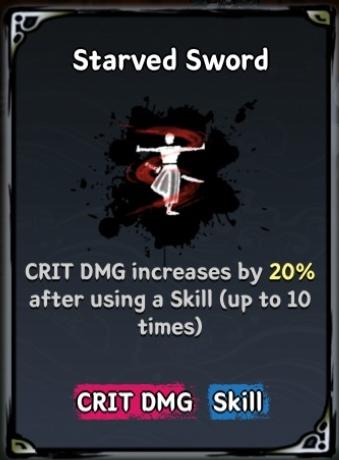 Starved Sword
CRIT DMG increases by 20%
after using a Skill (up to 10
times)
CRIT DMG Skill